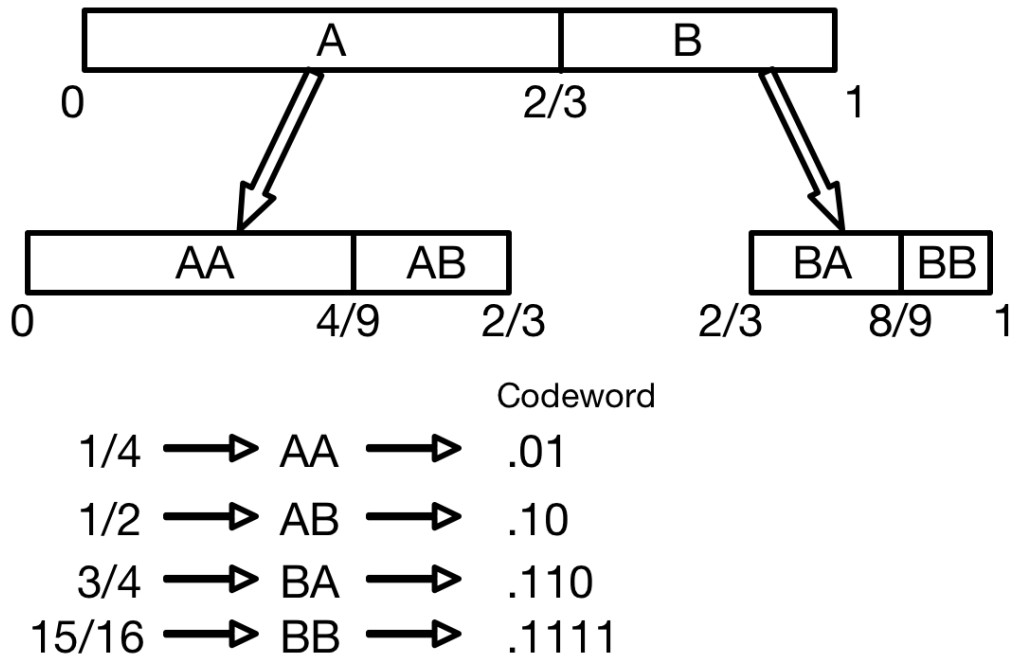 A B
0 2/3 1
AA AB BA BB
0 4/9 2/3 2/3 8/9 1
Codeword
1/4 AA .01
1/2 AB .10
3/4 BA .110
15/16 BB .1111